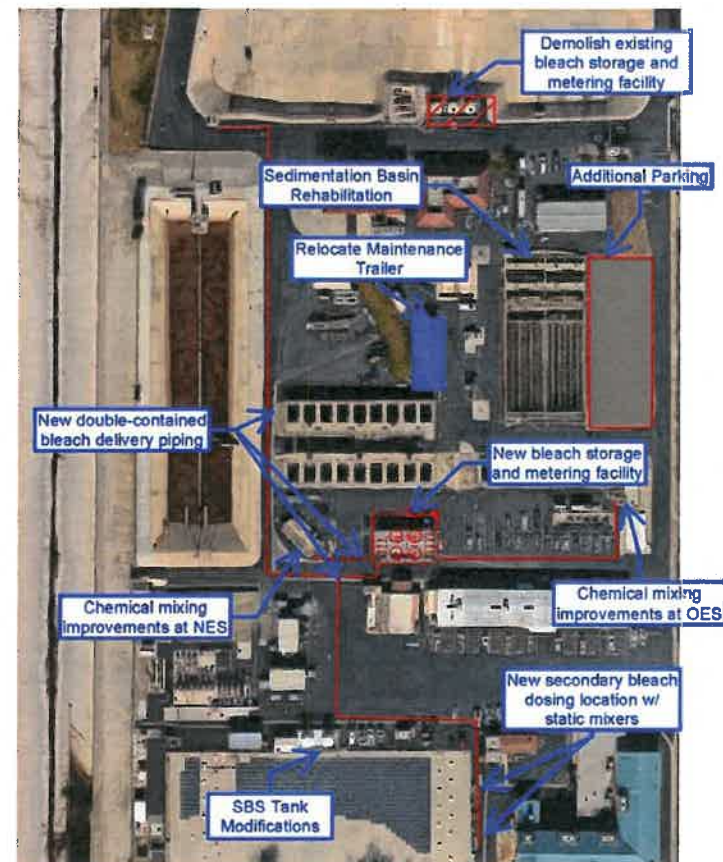 Demolish existing
bleach storage and
metering facility
Sedimentation Basin
Rehabilitation
Additional Parking
Relocate Maintenance
Trailer
New double-contained
bleach delivery piping
New bleach storage
and metering facility
Chemical mixing
improvements at NES
Chemical mixing
improvements at OES
New secondary bleach
dosing location w/
static mixers
SBS Tank
Modifications